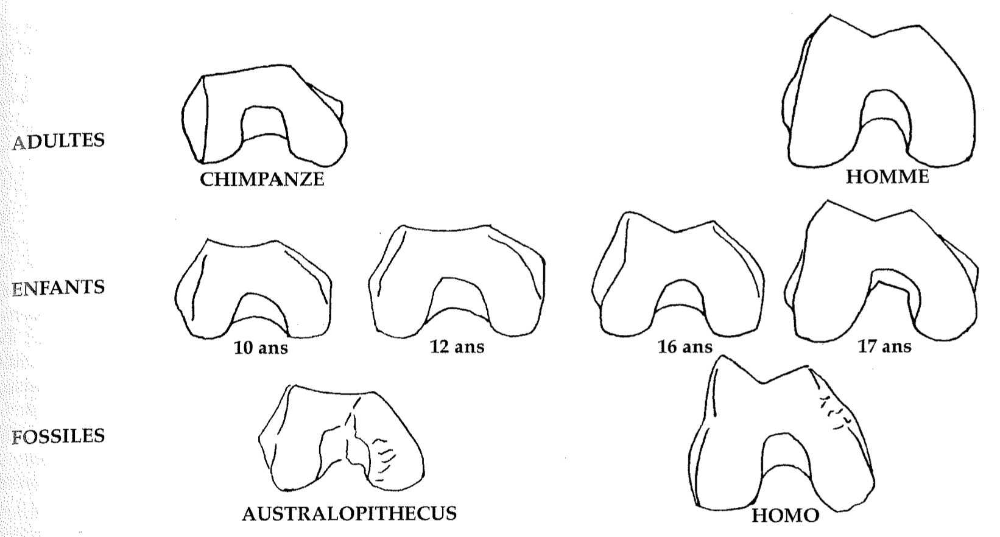 ADULTES
CHIMPANZE
HOMME
ENFANTS
10 ans
12 ans
16 ans
17 ans
FOSSILES
AUSTRALOPITHECUS
HOMO